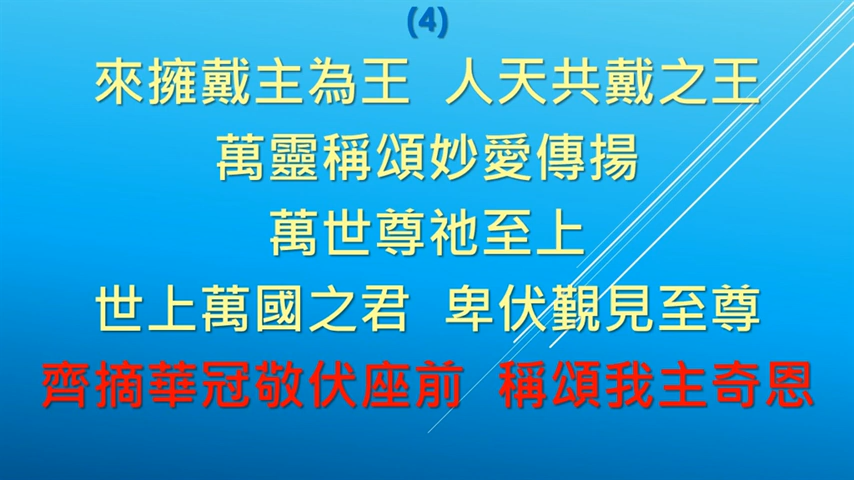 (4)
來擁戴主為王 人天共戴之王
萬靈稱頌妙愛傳揚
萬世尊祂至上
世上萬國之君 卑伏覲見至尊
齊摘華冠敬伏座前 稱頌我主奇恩